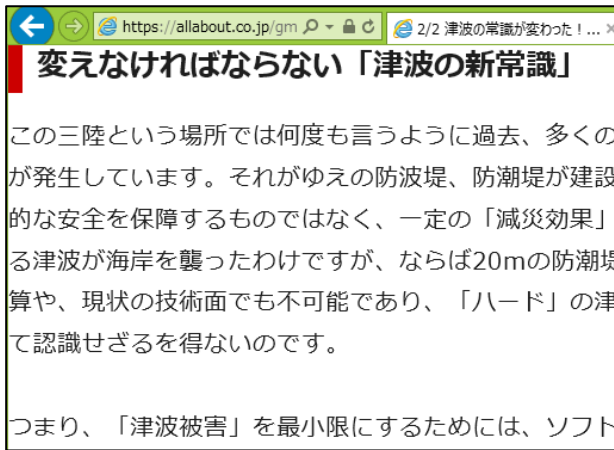 https://allabout.co.jp/gm
2/2 津波の常識が変わった！...
変えなければならない「津波の新常識」
この三陸という場所では何度も言うように過去、多くの
が発生しています。それがゆえの防波堤、防潮堤が建設
的な安全を保障するものではなく、一定の「減災効果」
る津波が海岸を襲ったわけですが、ならば20mの防潮堤
算や、現状の技術面でも不可能であり、「ハード」の津
て認識せざるを得ないのです。
つまり、「津波被害」を最小限にするためには、ソフト